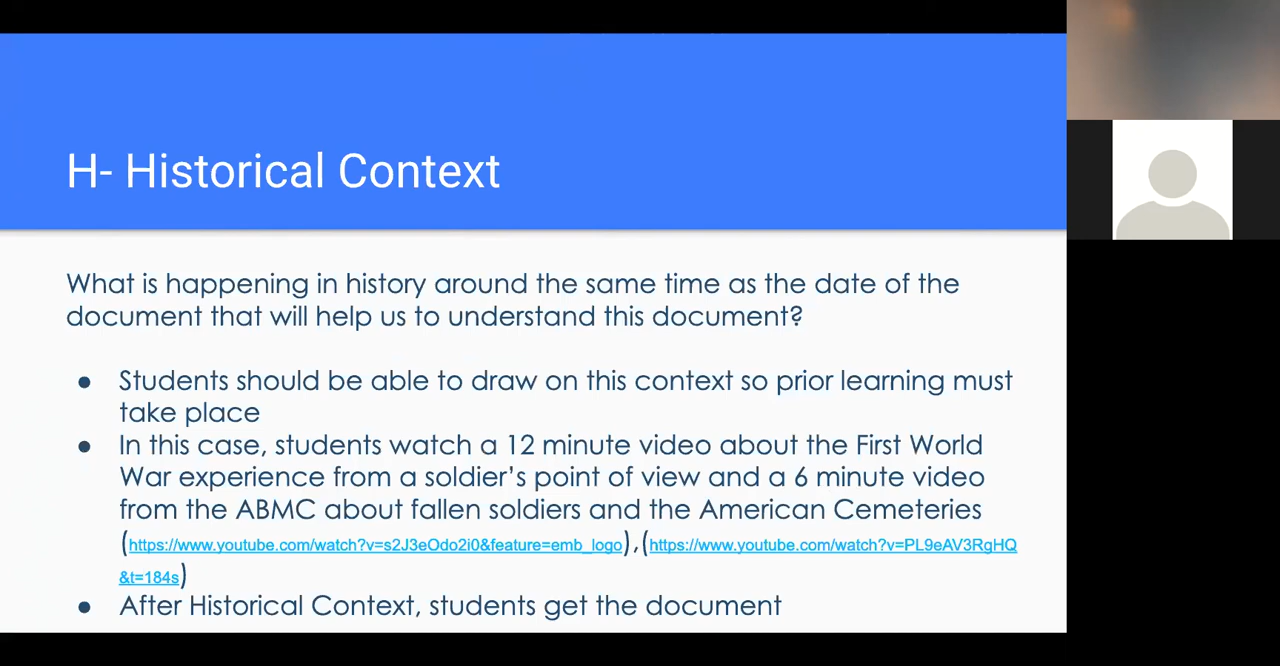 H- Historical Context
What is happening in history around the same time as the date of the
document that will help us to understand this document?
● Students should be able to draw on this context so prior learning must
take place
● In this case, students watch a 12 minute video about the First World
War experience from a soldier’s point of view and a 6 minute video
from the ABMC about fallen soldiers and the American Cemeteries
(https://www.youtube.com/watch?v=s2J3eOdo2i0&feature=emb_logo),(https://www.youtube.com/watch?v=PL9eAV3RgHQ
&t=184s)
● After Historical Context, students get the document